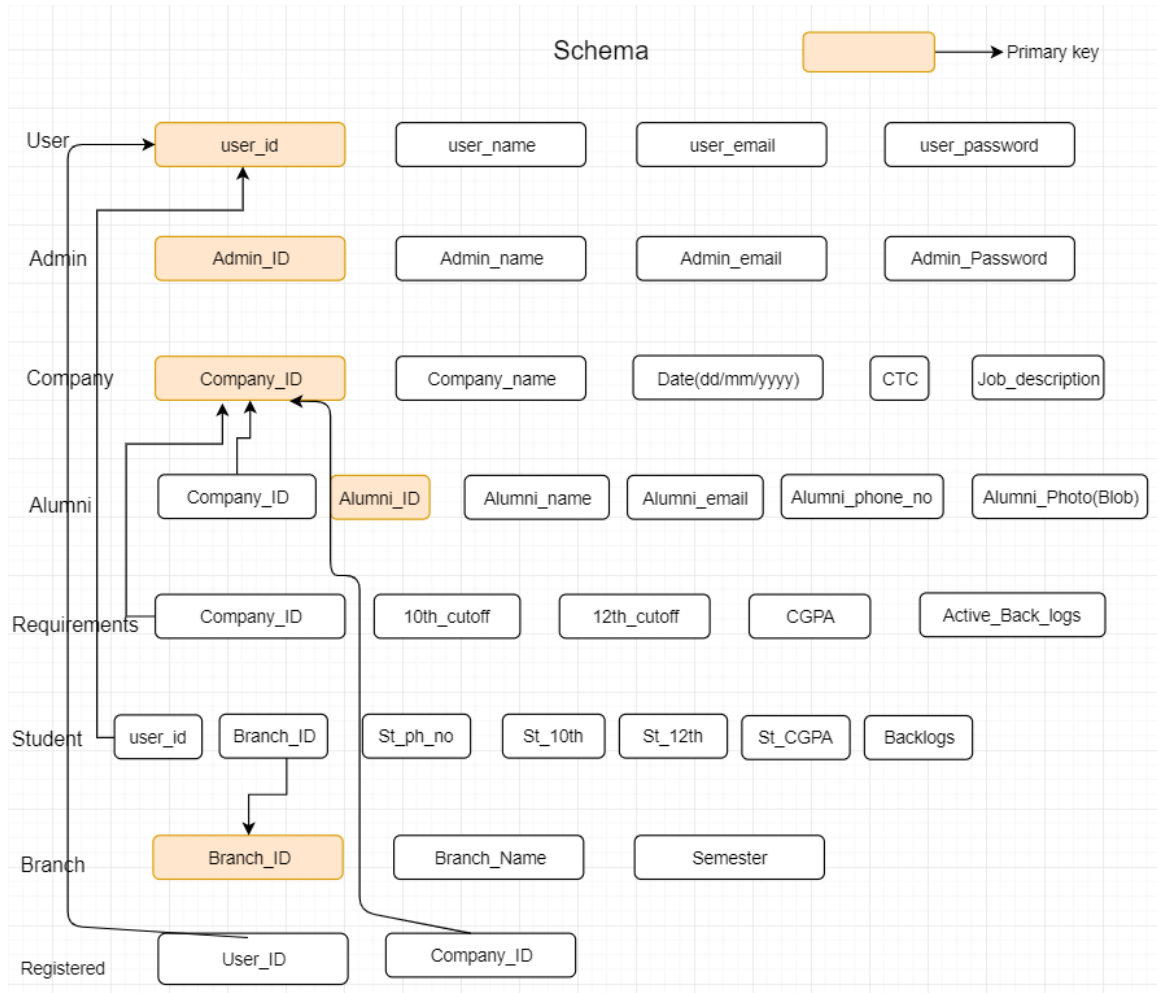 Schema
Primary key
User
user_id
user_name
user_email
user_password
Admin
Admin_ID
Admin_name
Admin_email
Admin_Password
Company
Company_ID
Company_name
Date(dd/mm/yyyy)
CTC
Job_description
Alumni
Company_ID
Alumni_ID
Alumni_name
Alumni_email
Alumni_phone_no
Alumni_Photo(Blob)
Requirements
Company_ID
10th_cutoff
12th_cutoff
CGPA
Active_Back_logs
Student
user_id
Branch_ID
St_ph_no
St_10th
St_12th
St_CGPA
Backlogs
Branch
Branch_ID
Branch_Name
Semester
Registered
User_ID
Company_ID